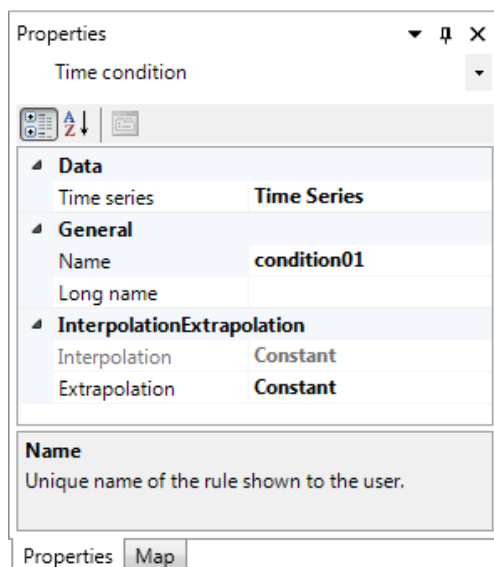 Properties
Time condition
A
Z
Data
Time series Time Series
General
Name condition01
Long name
InterpolationExtrapolation
Interpolation Constant
Extrapolation Constant
Name
Unique name of the rule shown to the user.
Properties Map